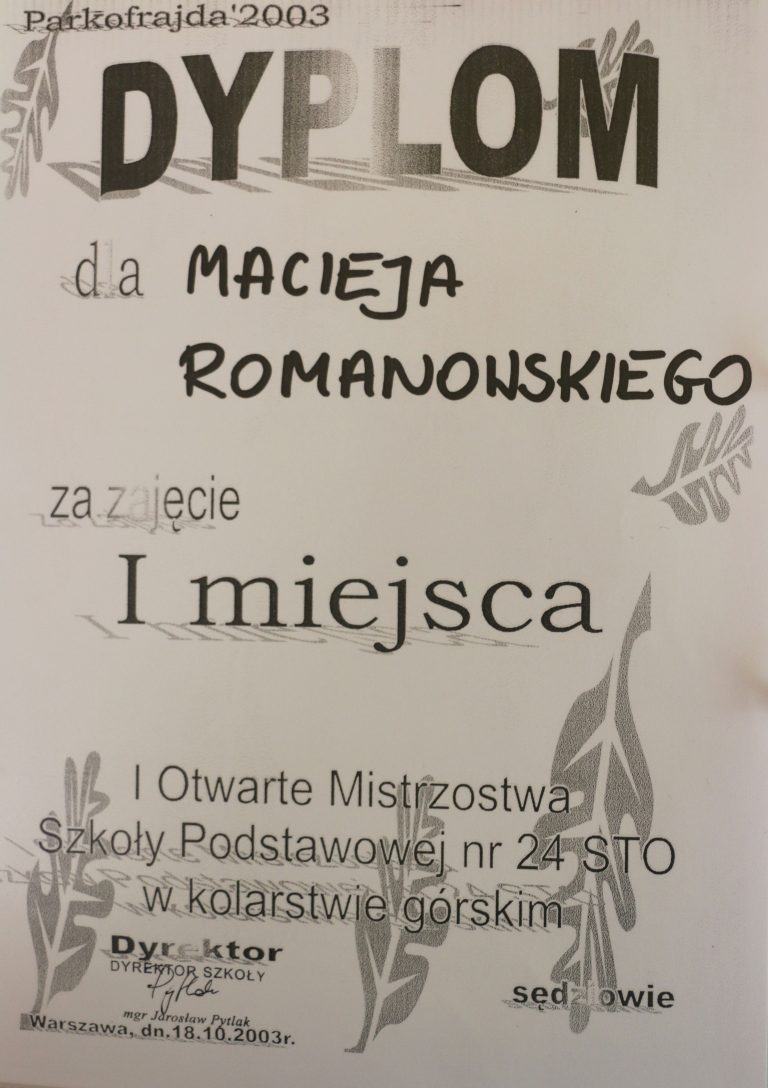 Parkofrajda'2003
DYPLOM
dla MACIEJA
ROMANOWSKIEGO
za zajęcie
I miejsca
I Otwarte Mistrzostwa
Szkoły Podstawowej nr 24 STO
w kolarstwie górskim
Dyrektor
DYREKTOR SZKOŁY
Pytlak
mgr Jarosław Pytlak
Warszawa, dn.18.10.2003r.
sędziowie